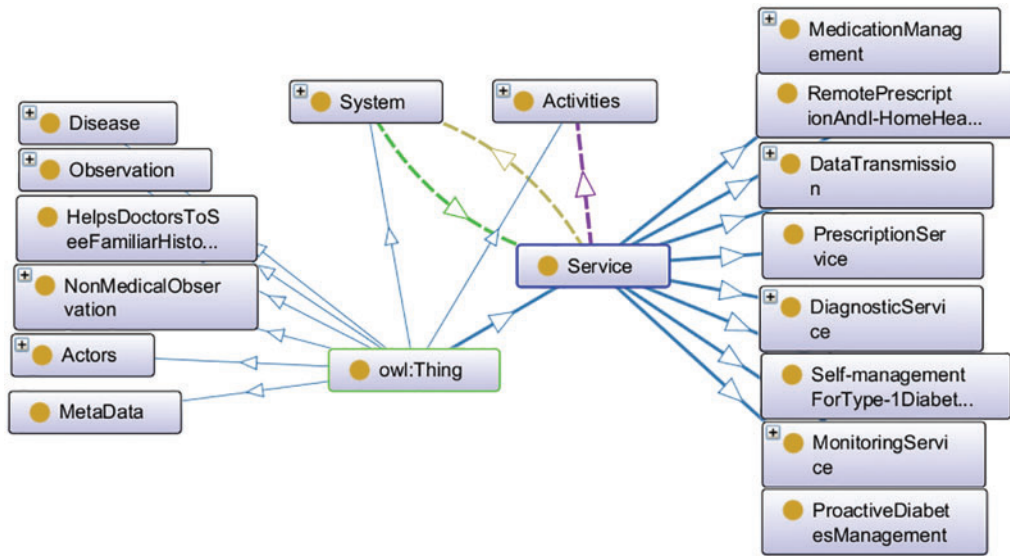 System
Activities
Disease
Observation
HelpsDoctorsToS
eeFamiliarHisto...
NonMedicalObser
vation
Actors
MetaData
owl:Thing
Service
MedicationManag
ement
RemotePrescript
ionAndI-HomeHea...
DataTransmissio
n
PrescriptionSer
vice
DiagnosticServi
ce
Self-management
ForType-1Diabet...
MonitoringServi
ce
ProactiveDiabet
esManagement